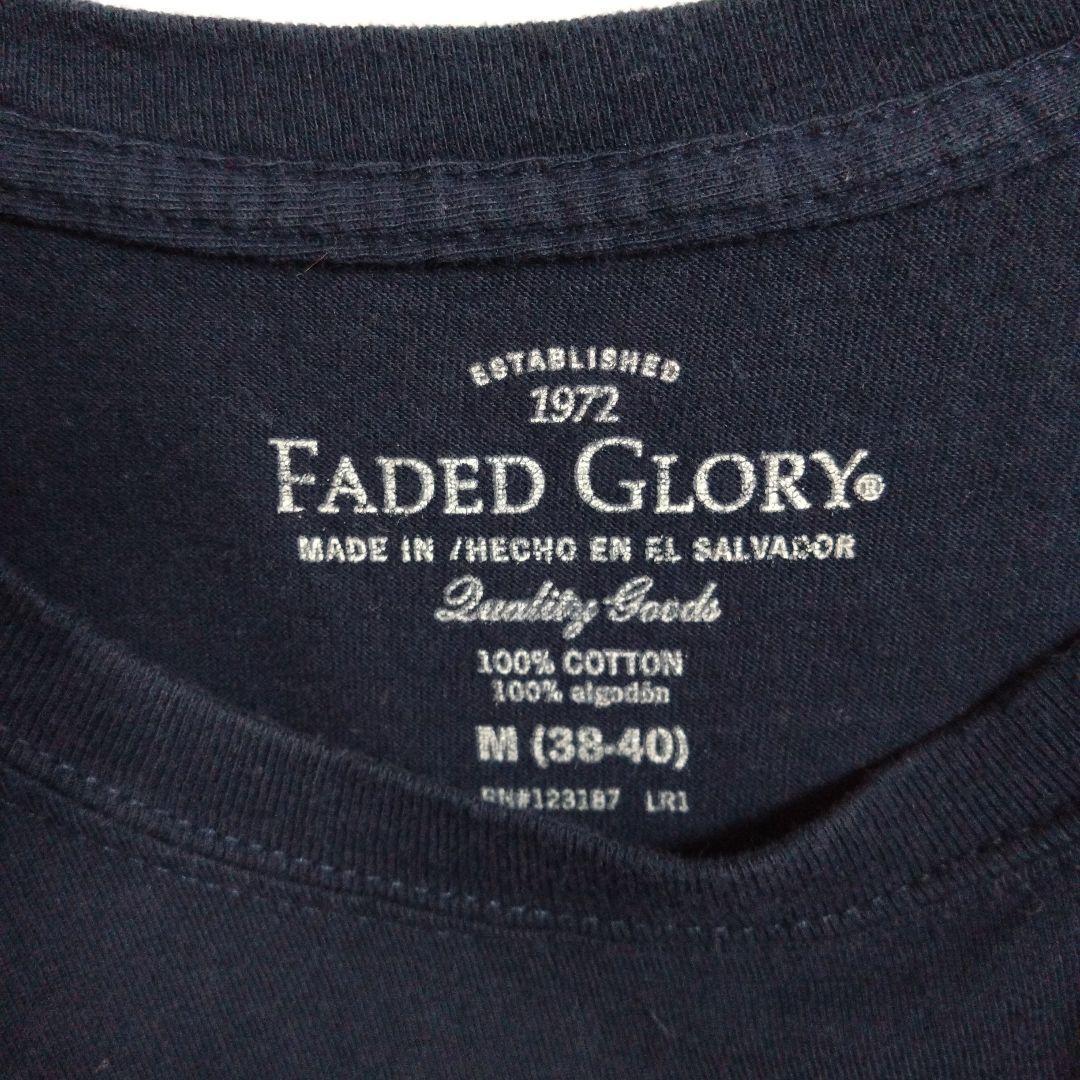 ESTABLISHED
1972
FADED GLORY®
MADE IN /HECHO EN EL SALVADOR
Quality Goods
100% COTTON
100% algodón
M (38-40)
RN#123187 LR1